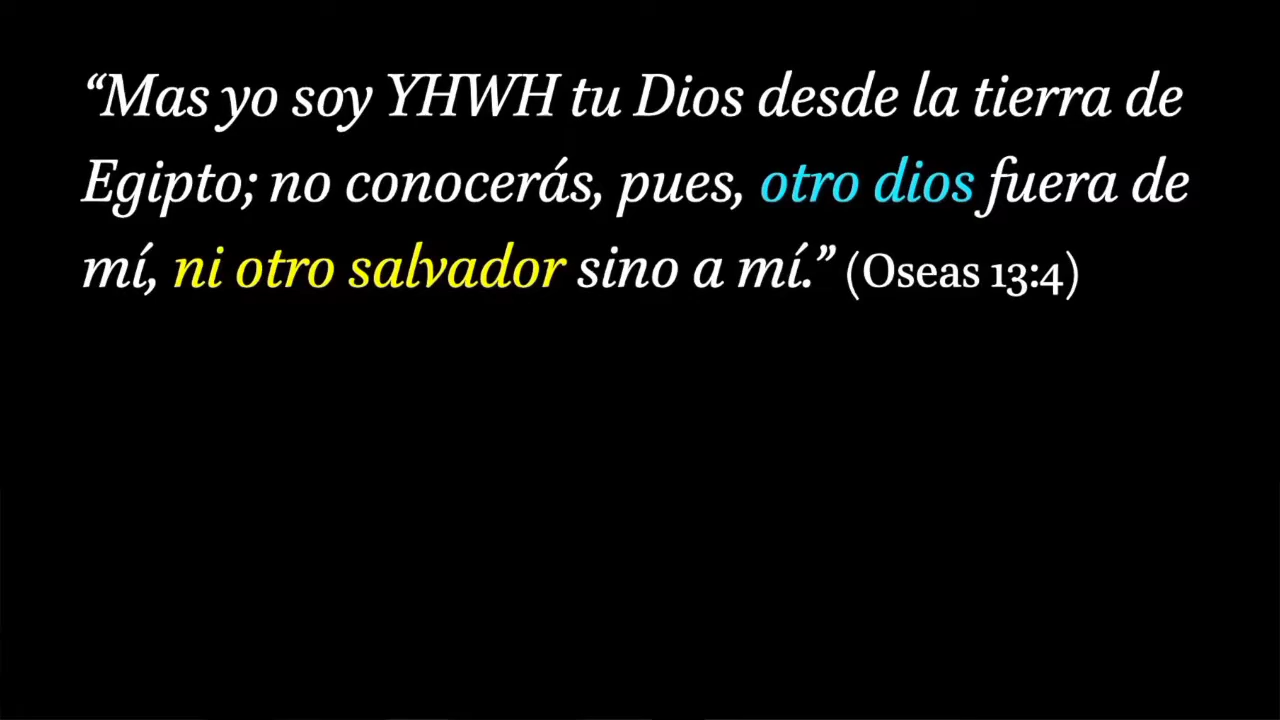 “Mas yo soy YHWH tu Dios desde la tierra de
Egipto; no conocerás, pues, otro dios fuera de
mí, ni otro salvador sino a mí.” (Oseas 13:4)